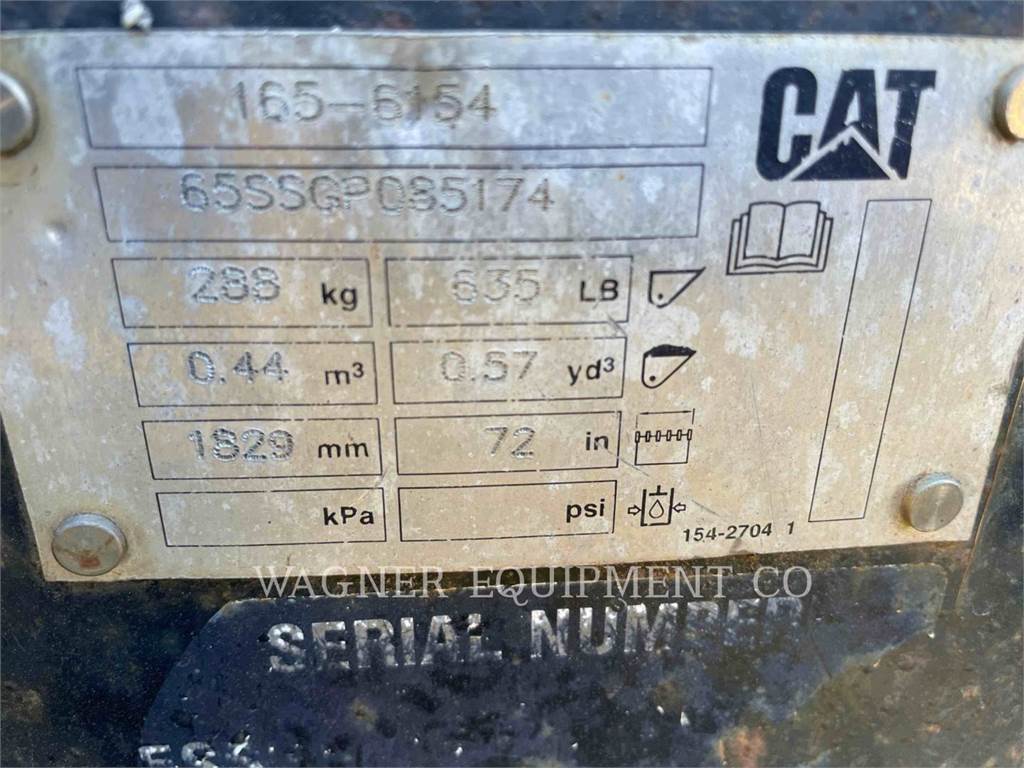 165-6154
CAT
65SSGP085174
288 kg 635 LB
0.44 m³ 0.57 yd³
1829 mm 72 in
kPa psi
154-2704 1
WAGNER EQUIPMENT CO
SERIAL NUMBER